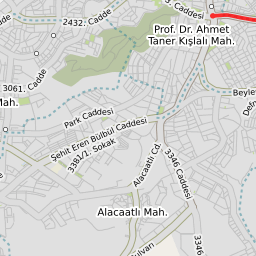 2432. Cadde
Caddesi
Prof. Dr. Ahmet
Taner Kışlalı Mah.
Cadde
3061. Cadde
Mah.
Park Caddesi
Şehit Eren Bülbül Caddesi
3381/1. Sokak
Alacaatlı Cd.
3346 Caddesi
Alacaatlı Mah.
3346